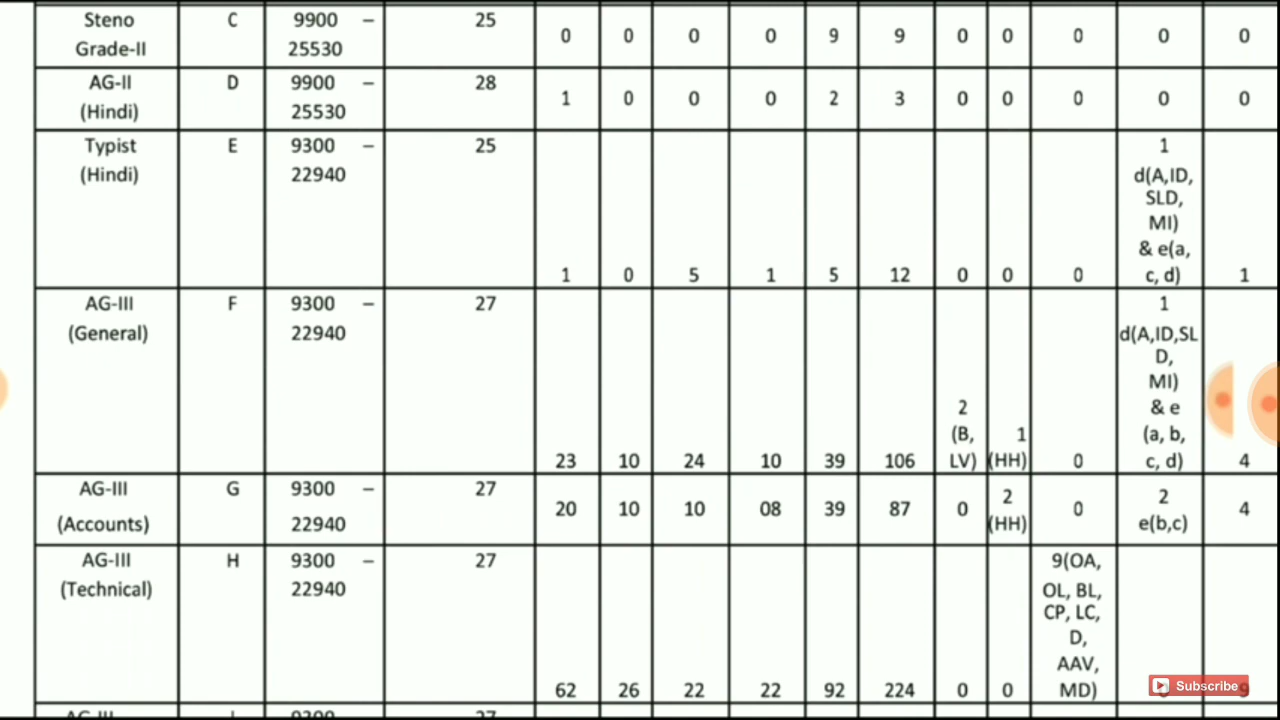 Steno C 9900 – 25
Grade-II 25530 0 0 0 0 9 9 0 0 0 0 0
AG-II D 9900 – 28
(Hindi) 25530 1 0 0 0 2 3 0 0 0 0 0
Typist E 9300 – 25 1
(Hindi) 22940 d(A,ID,
SLD,
MI)
& e(a,
1 0 5 1 5 12 0 0 0 c, d) 1
AG-III F 9300 – 27 1
(General) 22940 d(A,ID,SL
D,
MI)
2 & e
(B, 1 (a, b,
23 10 24 10 39 106 LV) (HH) 0 c, d) 4
AG-III G 9300 – 27 2 2
20 10 10 08 39 87 0 0 4
(Accounts) 22940 (HH) e(b,c)
AG-III H 9300 – 27 9(OA,
(Technical) 22940 OL, BL,
CP, LC,
D,
AAV,
62 26 22 22 92 224 0 0 MD) 9
Subscribe
AG-III 9300 27